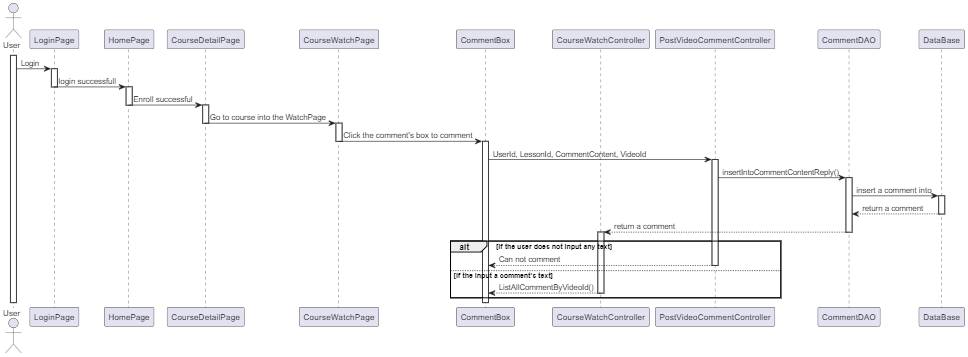 User
LoginPage
HomePage
CourseDetailPage
CourseWatchPage
CommentBox
CourseWatchController
PostVideoCommentController
CommentDAO
DataBase
Login
login successfull
Enroll successful
Go to course into the WatchPage
Click the comment's box to comment
UserId, LessonId, CommentContent, VideoId
insertIntoCommentContentReply()
insert a comment into
return a comment
return a comment
alt
[if the user does not input any text]
Can not comment
[if the input a comment's text]
ListAllCommentByVideoId()
User
LoginPage
HomePage
CourseDetailPage
CourseWatchPage
CommentBox
CourseWatchController
PostVideoCommentController
CommentDAO
DataBase